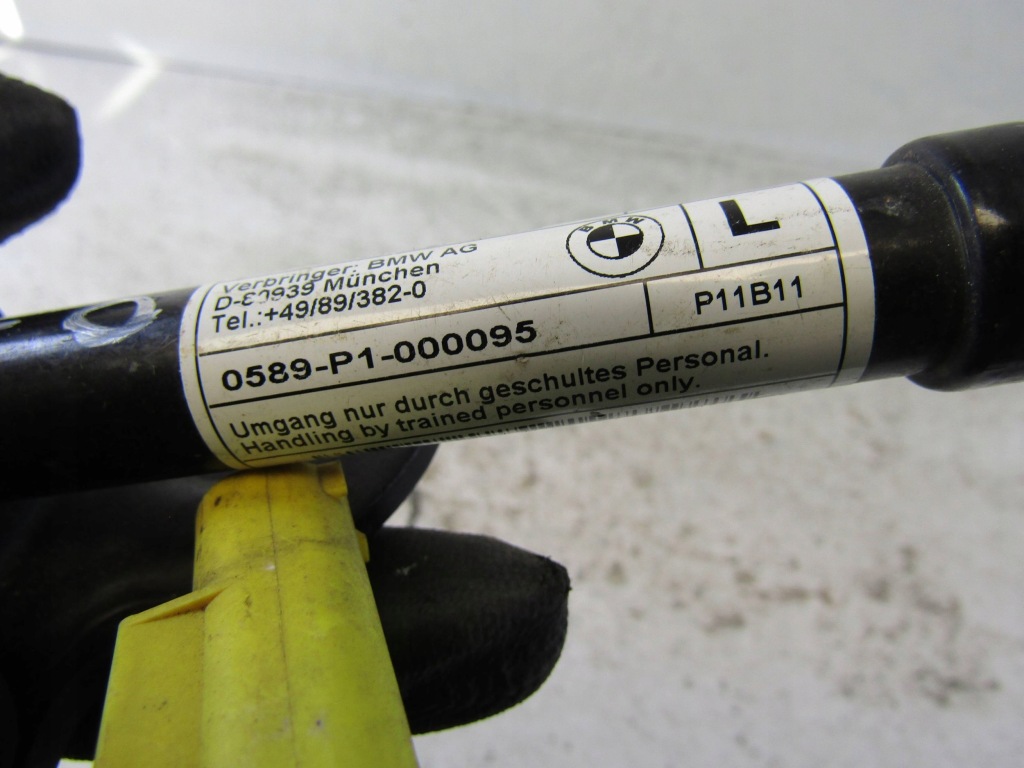 Verbringer: BMW AG
D-80939 München
Tel.:+49/89/382-0
BMW
L
0589-P1-000095
P11B11
Umgang nur durch geschultes Personal.
Handling by trained personnel only.